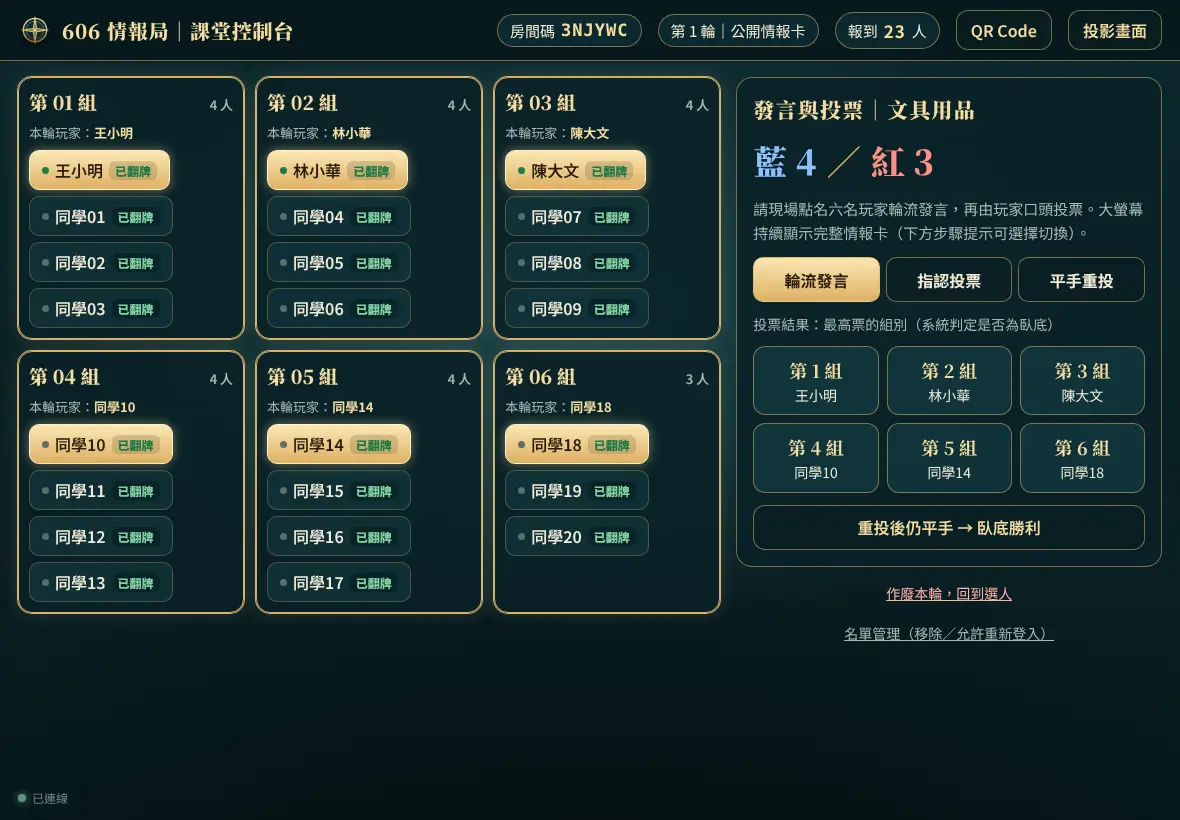 606 情報局｜課堂控制台
房間碼 3NJYWC
第 1 輪｜公開情報卡
報到 23 人
QR Code
投影畫面
第 01 組 4 人
本輪玩家：王小明
王小明 已翻牌
同學01 已翻牌
同學02 已翻牌
同學03 已翻牌
第 02 組 4 人
本輪玩家：林小華
林小華 已翻牌
同學04 已翻牌
同學05 已翻牌
同學06 已翻牌
第 03 組 4 人
本輪玩家：陳大文
陳大文 已翻牌
同學07 已翻牌
同學08 已翻牌
同學09 已翻牌
第 04 組 4 人
本輪玩家：同學10
同學10 已翻牌
同學11 已翻牌
同學12 已翻牌
同學13 已翻牌
第 05 組 4 人
本輪玩家：同學14
同學14 已翻牌
同學15 已翻牌
同學16 已翻牌
同學17 已翻牌
第 06 組 3 人
本輪玩家：同學18
同學18 已翻牌
同學19 已翻牌
同學20 已翻牌
發言與投票｜文具用品
藍 4 ／ 紅 3
請現場點名六名玩家輪流發言，再由玩家口頭投票。大螢幕
持續顯示完整情報卡（下方步驟提示可選擇切換）。
輪流發言
指認投票
平手重投
投票結果：最高票的組別（系統判定是否為臥底）
第 1 組
王小明
第 2 組
林小華
第 3 組
陳大文
第 4 組
同學10
第 5 組
同學14
第 6 組
同學18
重投後仍平手 → 臥底勝利
作廢本輪，回到選人
名單管理（移除／允許重新登入）
已連線